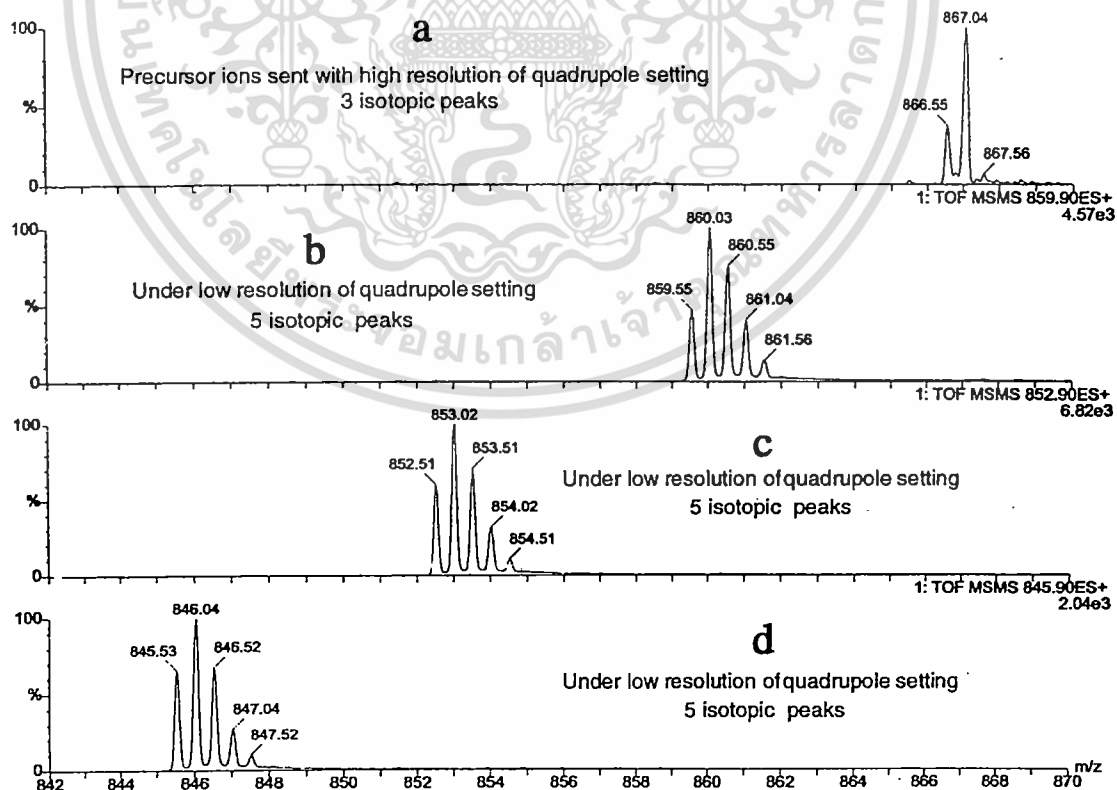 100
%
0
a
Precursor ions sent with high resolution of quadrupole setting
3 isotopic peaks
867.04
866.55
867.56
1: TOF MSMS 859.90ES+
4.57e3
100
%
0
b
Under low resolution of quadrupole setting
5 isotopic peaks
860.03
860.55
859.55
861.04
861.56
1: TOF MSMS 852.90ES+
6.82e3
100
%
0
853.02
853.51
852.51
854.02
854.51
c
Under low resolution of quadrupole setting
5 isotopic peaks
1: TOF MSMS 845.90ES+
2.04e3
100
%
0
846.04
845.53
846.52
847.04
847.52
d
Under low resolution of quadrupole setting
5 isotopic peaks
842 844 846 848 850 852 854 856 858 860 862 864 866 868 870 m/z